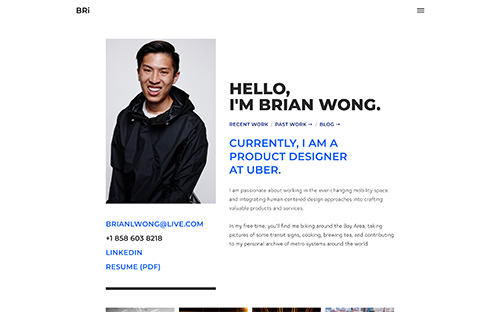 BRi
HELLO,
I'M BRIAN WONG.
RECENT WORK / PAST WORK → / BLOG →
CURRENTLY, I AM A
PRODUCT DESIGNER
AT UBER.
I am passionate about working in the ever-changing mobility space
and integrating human-centered design approaches into crafting
valuable products and services.
In my free time, you'll find me biking around the Bay Area, taking
pictures of some transit signs, cooking, brewing tea, and contributing
to my personal archive of metro systems around the world
BRIANLWONG@LIVE.COM
+1 858 603 8218
LINKEDIN
RESUME (PDF)